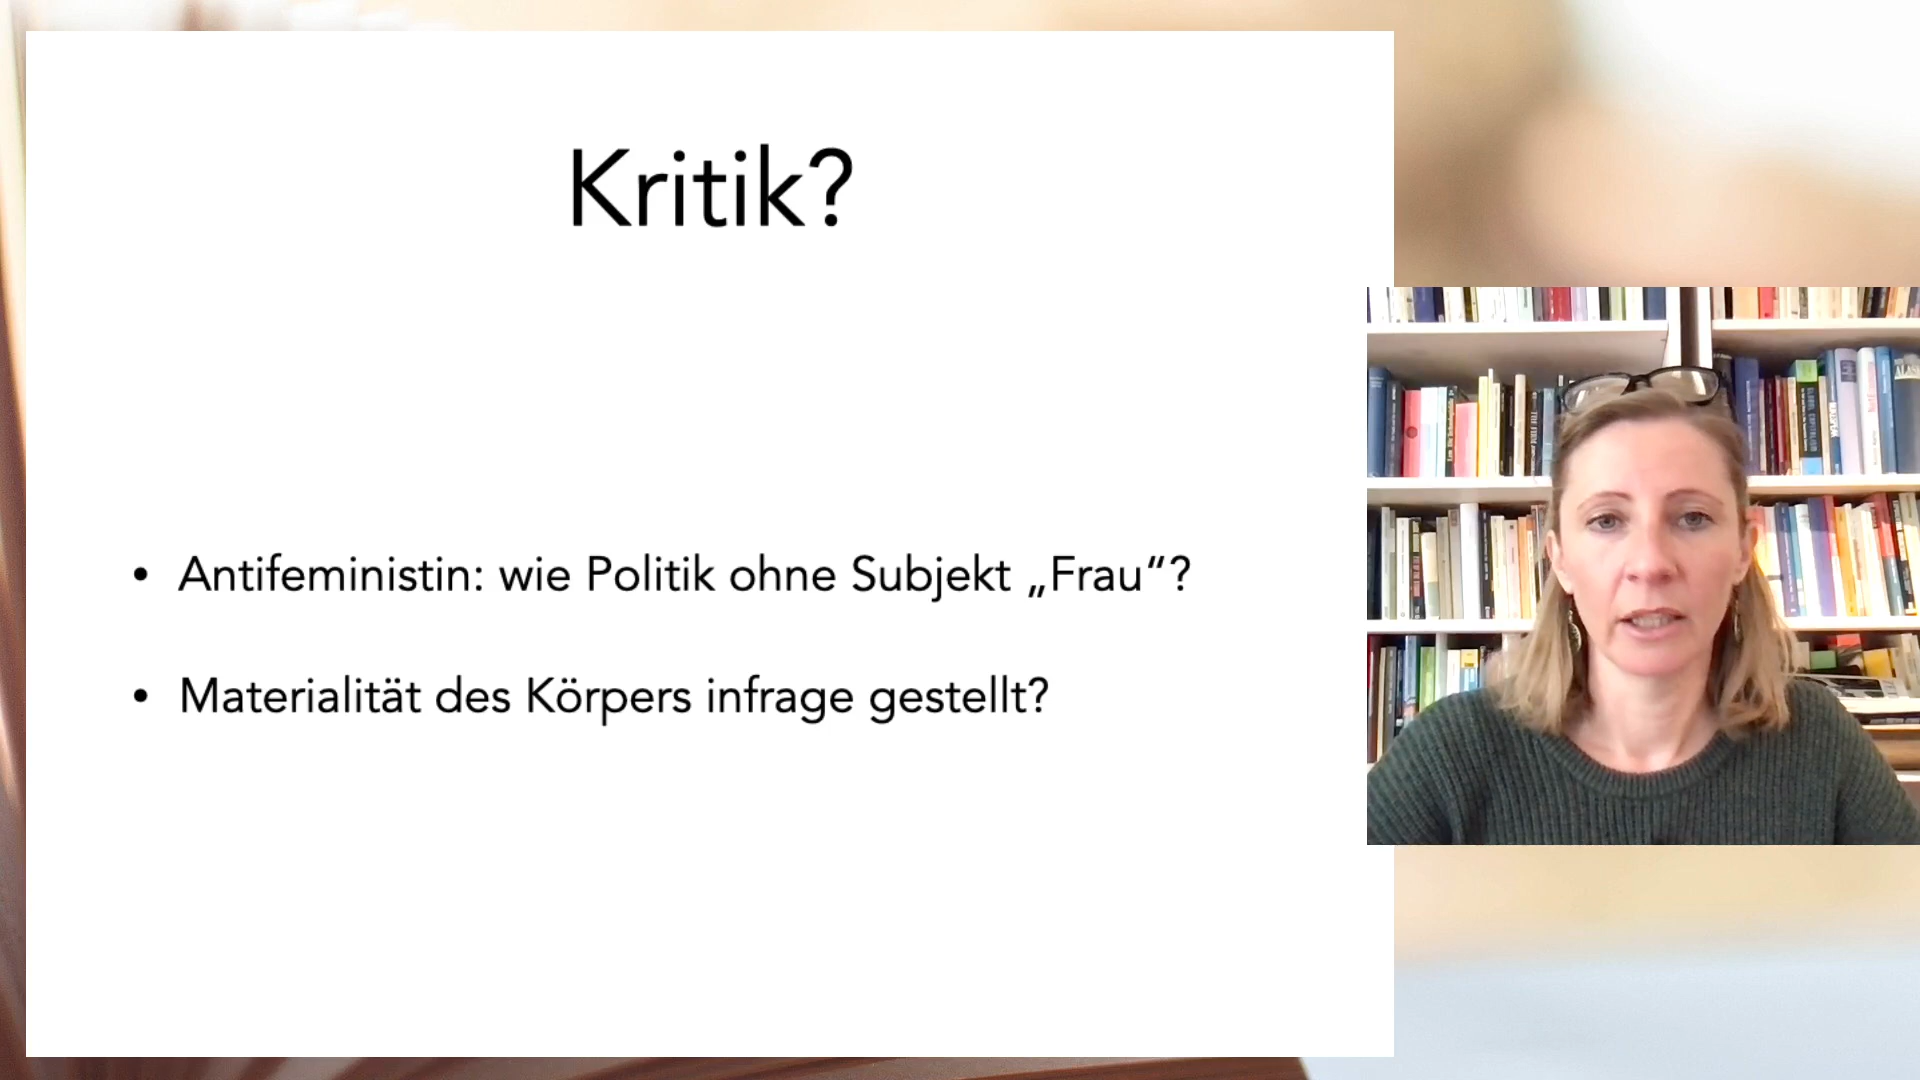 Kritik?
• Antifeministin: wie Politik ohne Subjekt „Frau“?
• Materialität des Körpers infrage gestellt?